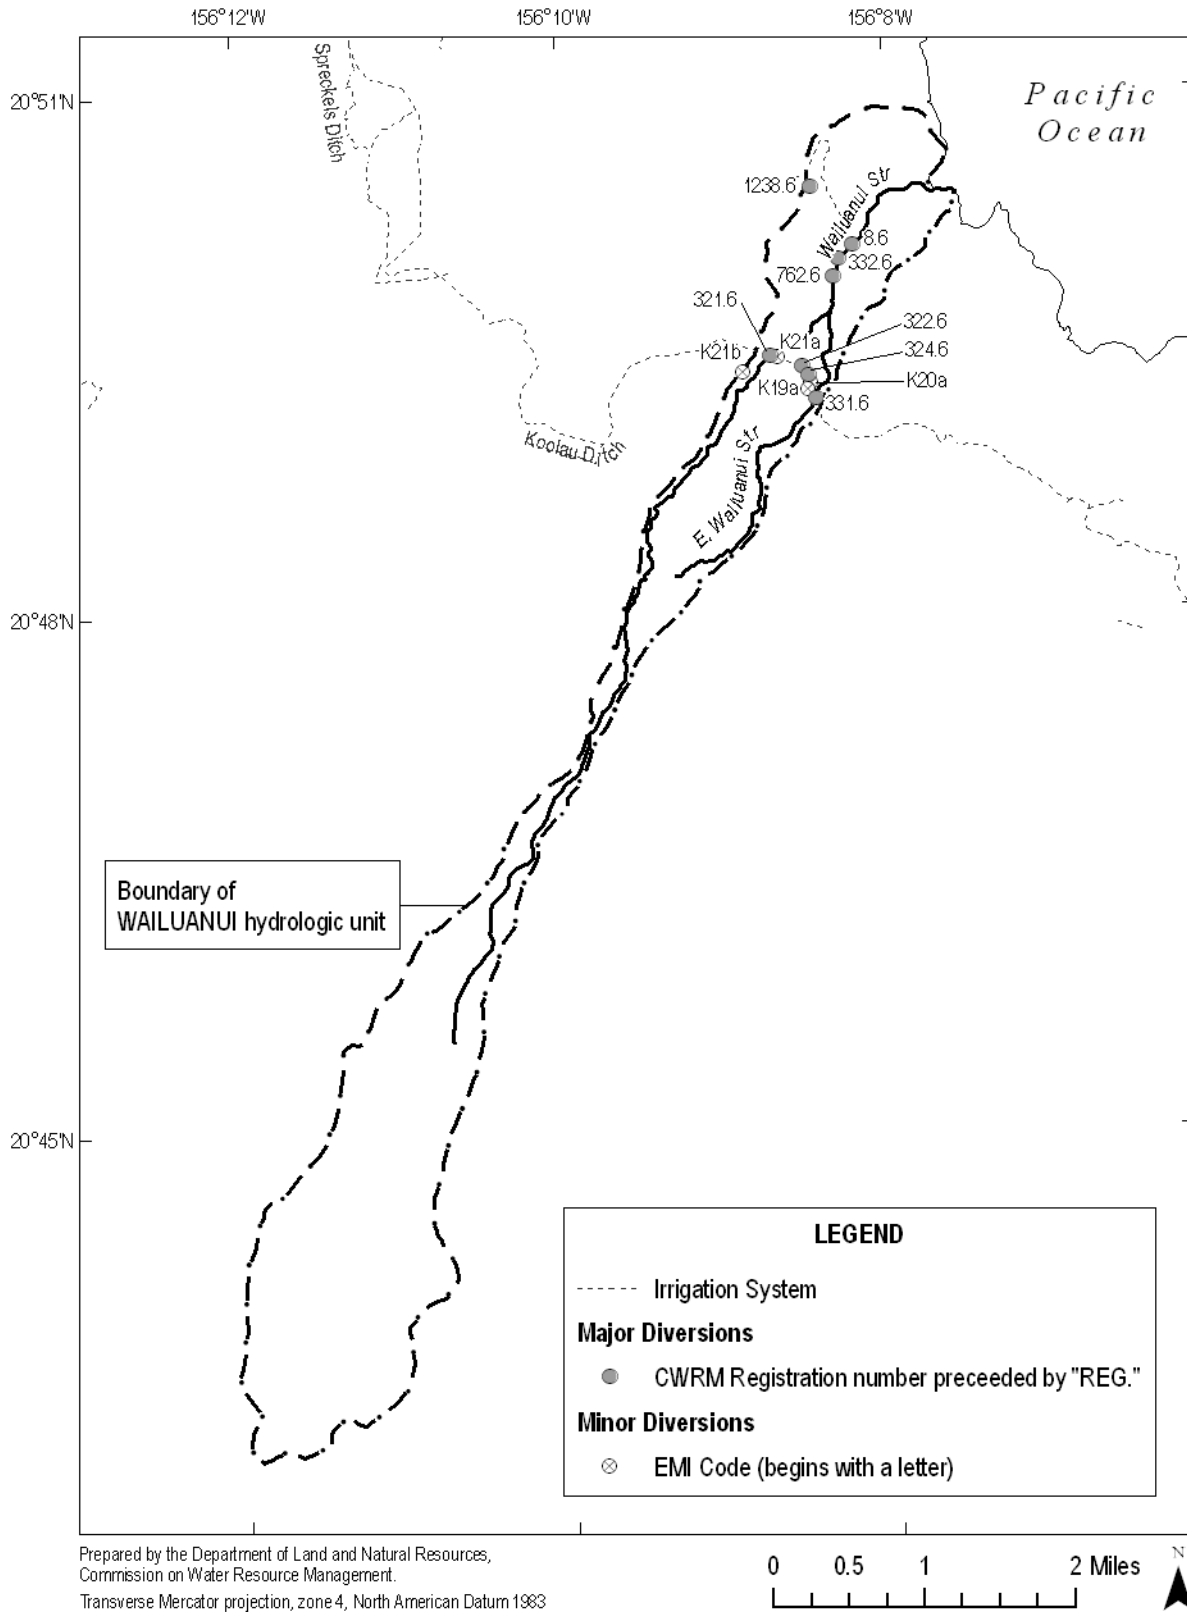 156°12'W
156°10'W
156°8'W
20°51'N
Spreckels Ditch
Pacific
Ocean
1238.6
Wailuanui Str
8.6
332.6
762.6
321.6
322.6
K21a
324.6
K21b
K20a
K19a
331.6
Koolau Ditch
E. Wailuanui Str
20°48'N
Boundary of
WAILUANUI hydrologic unit
20°45'N
LEGEND
Irrigation System
Major Diversions
CWRM Registration number preceeded by "REG."
Minor Diversions
EMI Code (begins with a letter)
Prepared by the Department of Land and Natural Resources,
Commission on Water Resource Management.
Transverse Mercator projection, zone 4, North American Datum 1983
0 0.5 1 2 Miles
N